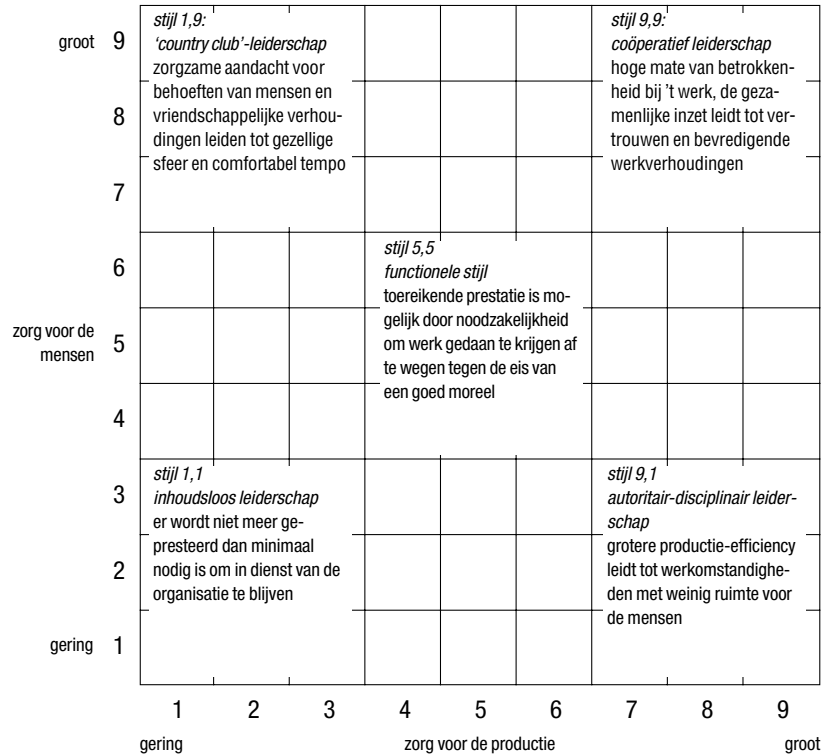 groot 9
stijl 1,9:
'country club'-leiderschap
zorgzame aandacht voor
behoeften van mensen en
vriendschappelijke verhou-
dingen leiden tot gezellige
sfeer en comfortabel tempo
stijl 9,9:
coöperatief leiderschap
hoge mate van betrokken-
heid bij 't werk, de geza-
menlijke inzet leidt tot ver-
trouwen en bevredigende
werkverhoudingen
8
7
6
stijl 5,5
functionele stijl
toereikende prestatie is mo-
gelijk door noodzakelijkheid
om werk gedaan te krijgen af
te wegen tegen de eis van
een goed moreel
zorg voor de
mensen
5
4
3
stijl 1,1
inhoudsloos leiderschap
er wordt niet meer ge-
presteerd dan minimaal
nodig is om in dienst van de
organisatie te blijven
stijl 9,1
autoritair-disciplinair leider-
schap
grotere productie-efficiency
leidt tot werkomstandighe-
den met weinig ruimte voor
de mensen
2
gering 1
1 2 3 4 5 6 7 8 9
gering zorg voor de productie groot